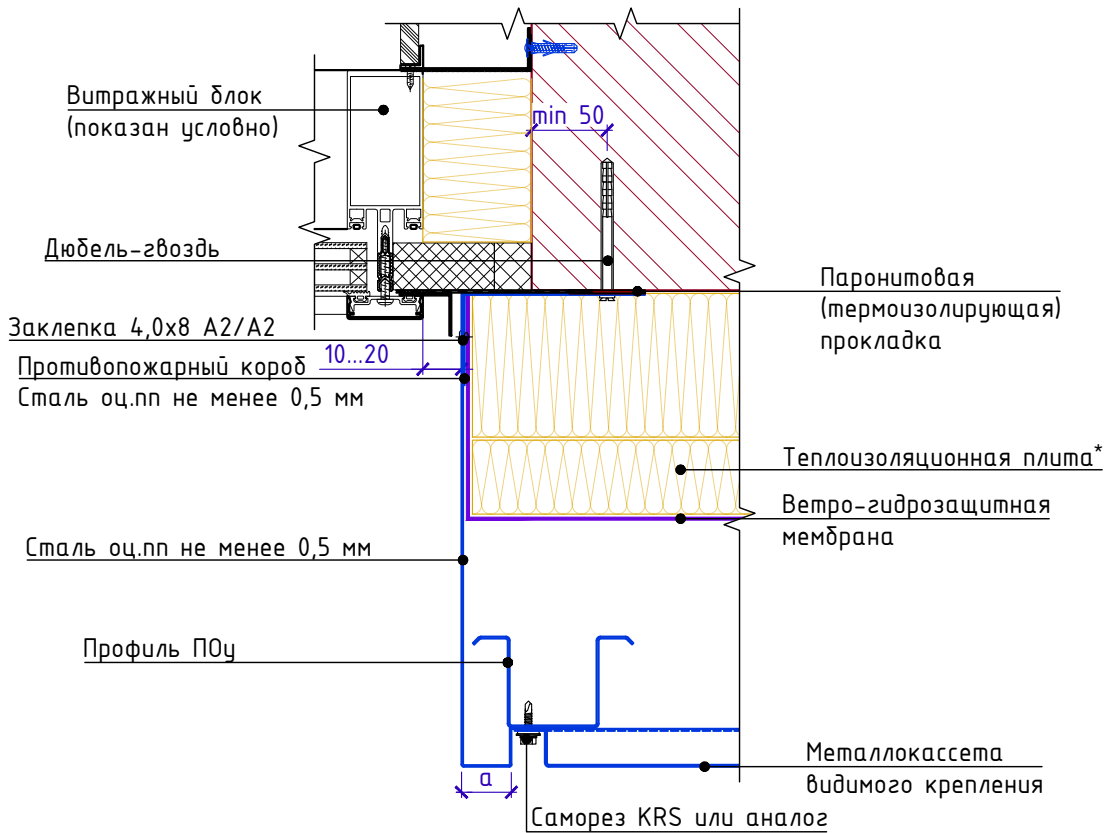 Витражный блок
(показан условно)
min 50
Дюбель-гвоздь
Паронитовая
(термоизолирующая)
прокладка
Заклепка 4,0х8 А2/А2
10...20
Противопожарный короб
Сталь оц.пп не менее 0,5 мм
Теплоизоляционная плита*
Ветро-гидрозащитная
мембрана
Сталь оц.пп не менее 0,5 мм
Профиль ПОу
Металлокассета
видимого крепления
а
Саморез KRS или аналог